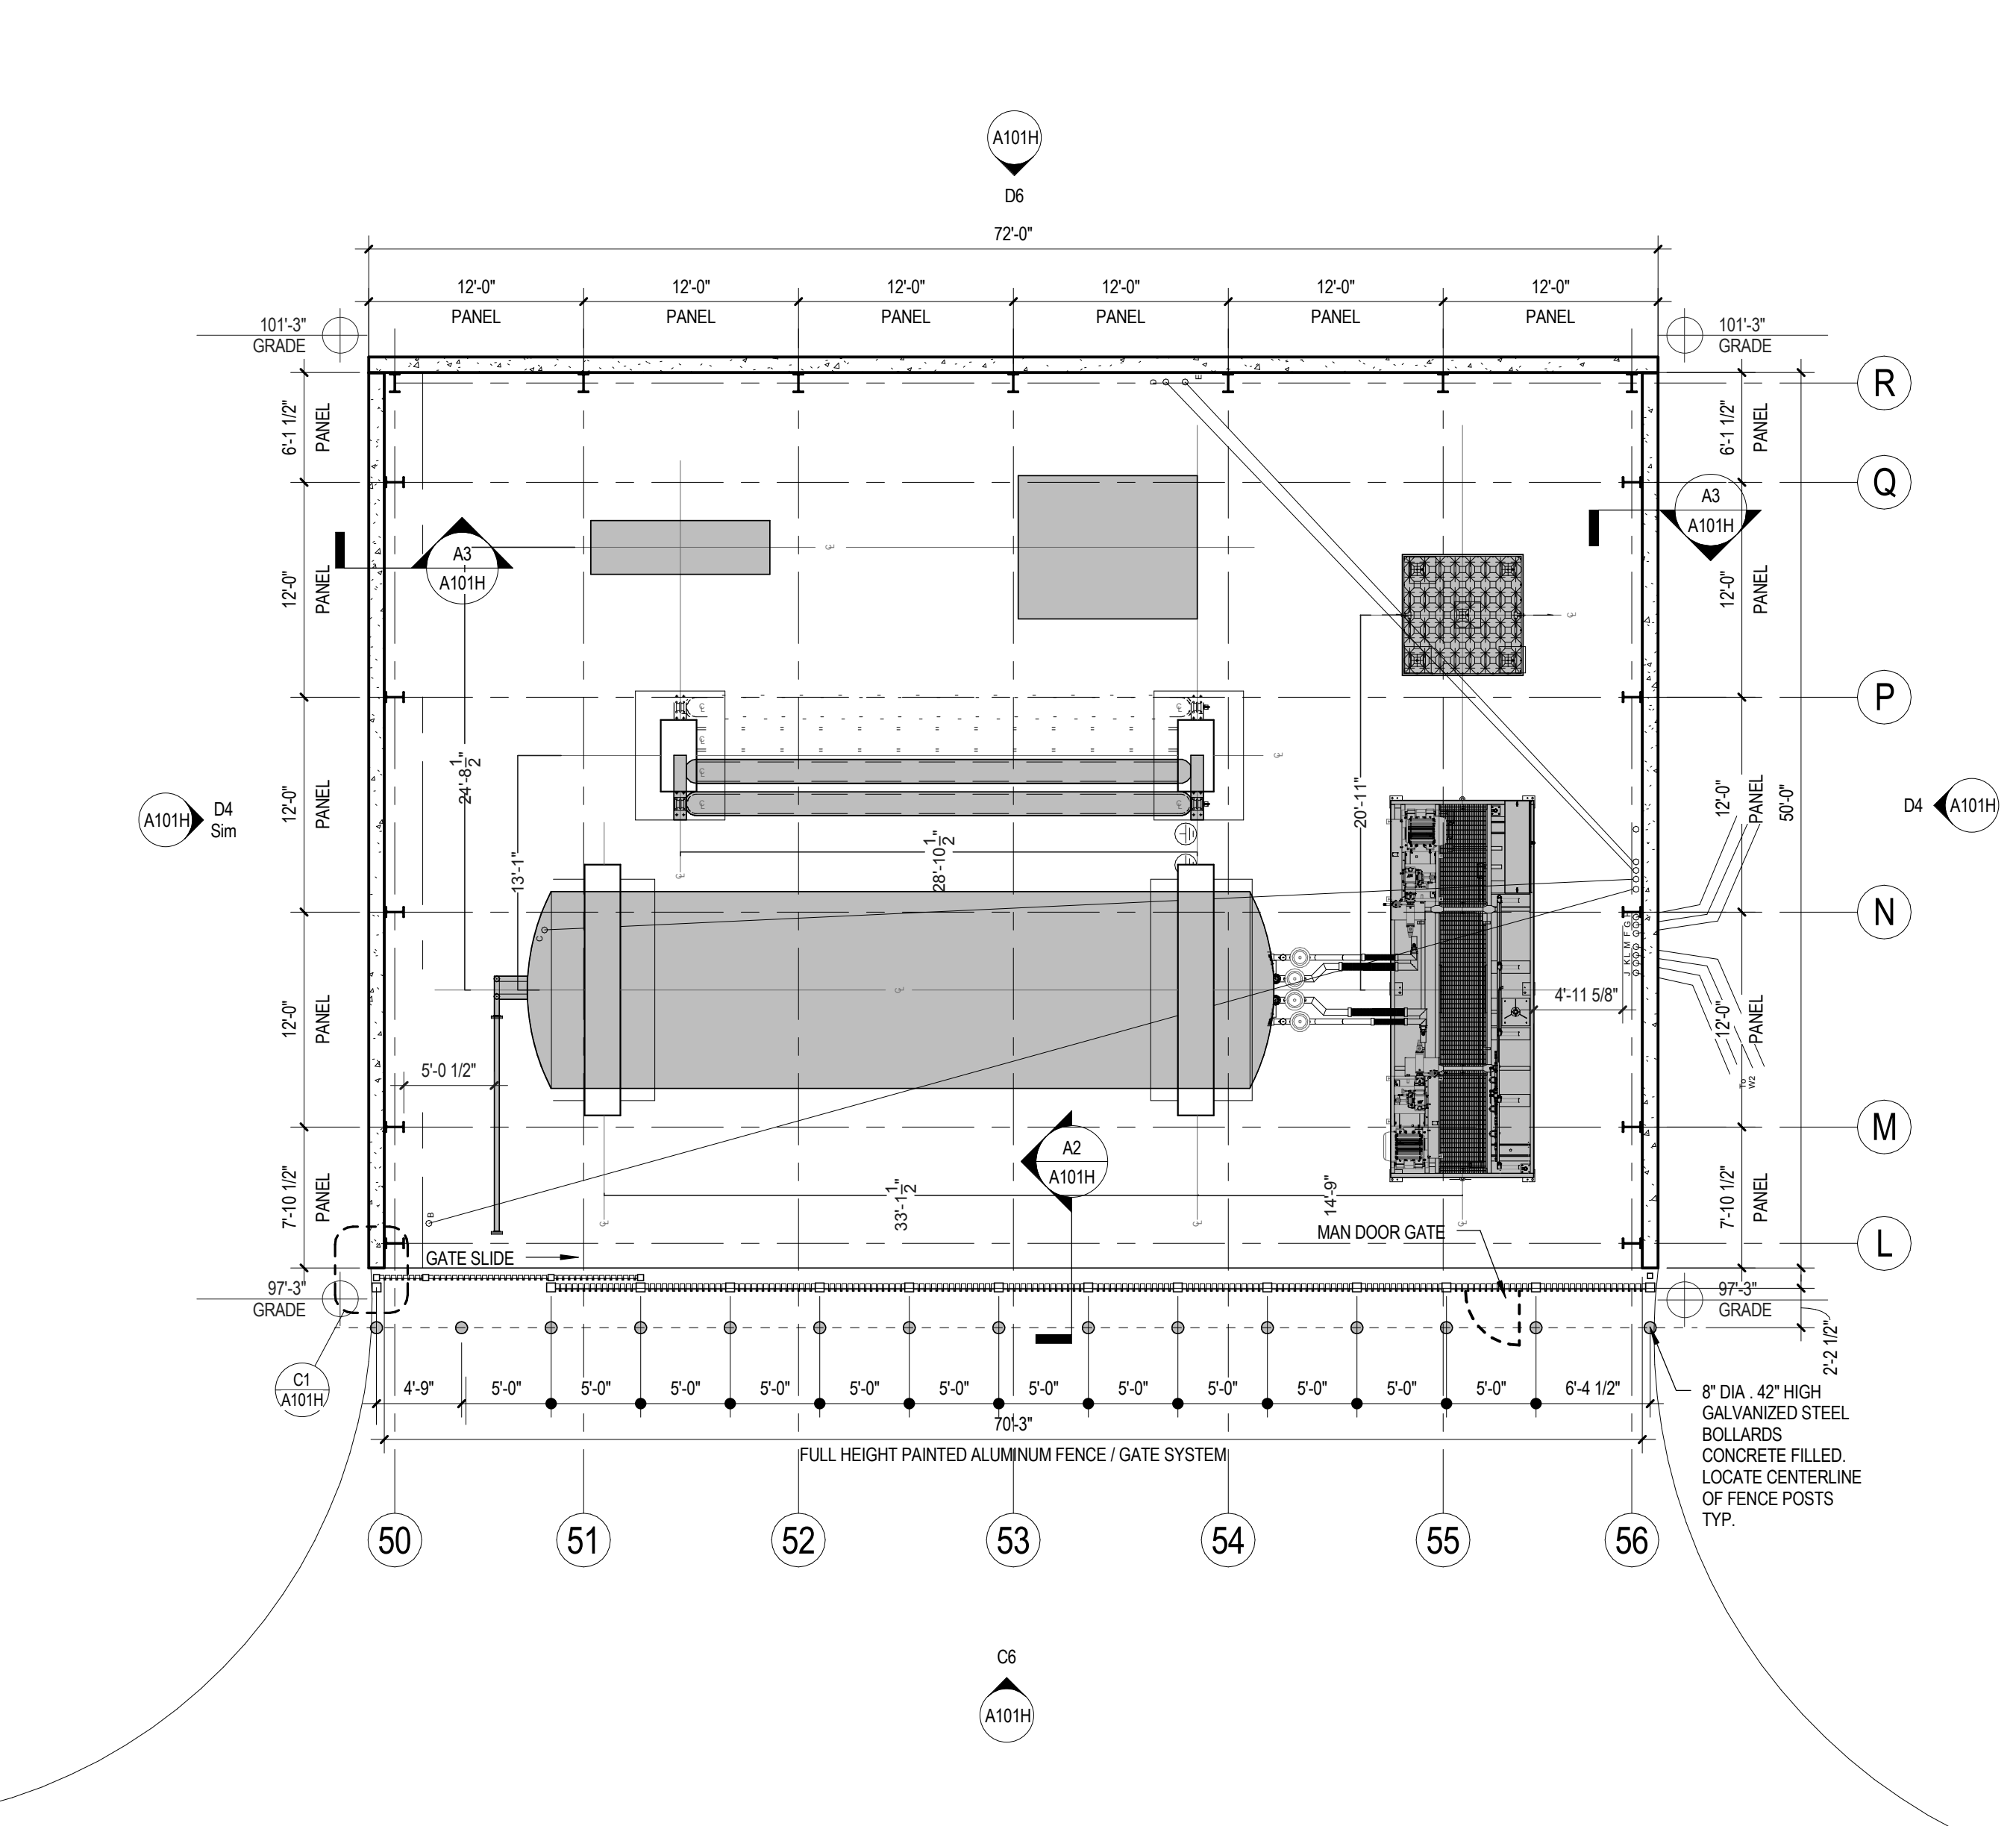 A101H
D6
72'-0"
12'-0"
12'-0"
12'-0"
12'-0"
12'-0"
12'-0"
PANEL
PANEL
PANEL
PANEL
PANEL
PANEL
101'-3"
GRADE
101'-3"
GRADE
R
D
E
6'-1 1/2"
PANEL
6'-1 1/2"
PANEL
Q
A3
A101H
A3
A101H
12'-0"
PANEL
12'-0"
PANEL
P
24'-8 1/2"
20'-11"
12'-0"
PANEL
12'-0"
PANEL
50'-0"
A101H
D4
Sim
D4
A101H
13'-1"
28'-10 1/2"
N
C
G
F
M
L
K
J
4'-11 5/8"
12'-0"
PANEL
12'-0"
PANEL
5'-0 1/2"
To
W2
M
A2
A101H
7'-10 1/2"
PANEL
7'-10 1/2"
PANEL
B
33'-1 1/2"
14'-9"
MAN DOOR GATE
GATE SLIDE
L
97'-3"
GRADE
97'-3"
GRADE
2'-2 1/2"
C1
A101H
4'-9"
5'-0"
5'-0"
5'-0"
5'-0"
5'-0"
5'-0"
5'-0"
5'-0"
5'-0"
5'-0"
5'-0"
5'-0"
6'-4 1/2"
70'-3"
FULL HEIGHT PAINTED ALUMINUM FENCE / GATE SYSTEM
8" DIA . 42" HIGH
GALVANIZED STEEL
BOLLARDS
CONCRETE FILLED.
LOCATE CENTERLINE
OF FENCE POSTS
TYP.
50
51
52
53
54
55
56
C6
A101H